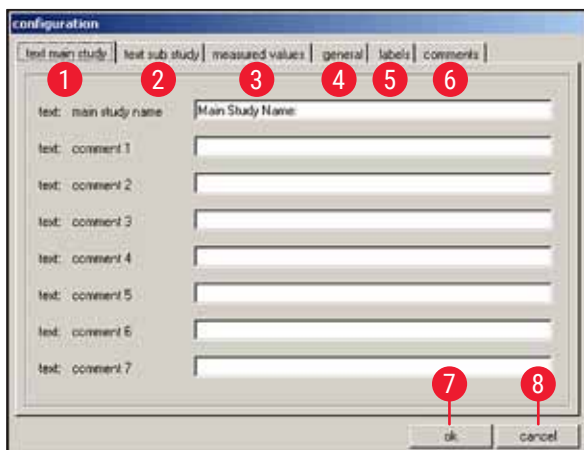 configuration
text main study text sub study measured values general labels comments
1 2 3 4 5 6
text: main study name Main Study Name:
text: comment 1
text: comment 2
text: comment 3
text: comment 4
text: comment 5
text: comment 6
text: comment 7
7 8
ok cancel